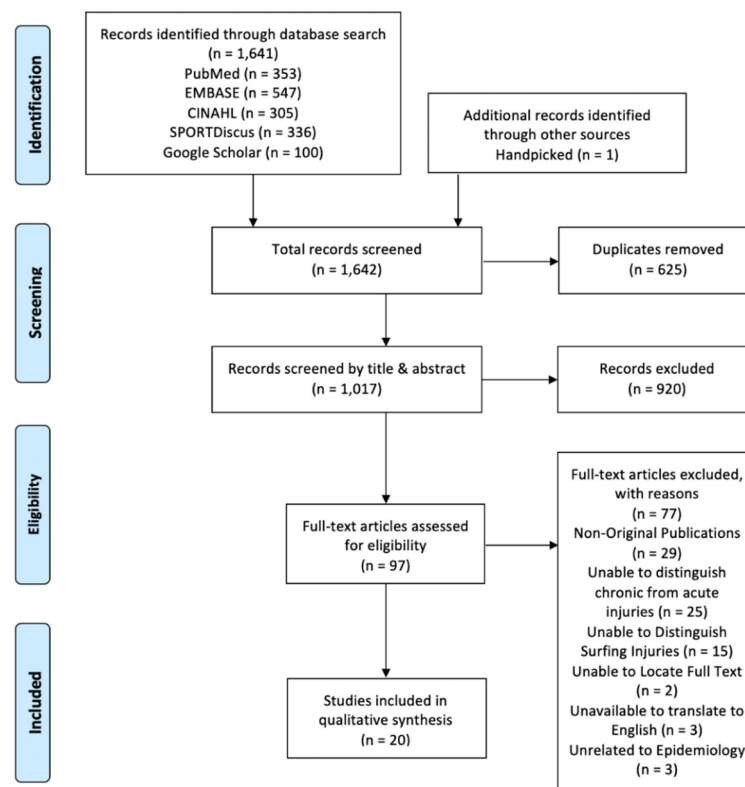 Identification
Records identified through database search
(n = 1,641)
PubMed (n = 353)
EMBASE (n = 547)
CINAHL (n = 305)
SPORTDiscus (n = 336)
Google Scholar (n = 100)
Additional records identified
through other sources
Handpicked (n = 1)
Screening
Total records screened
(n = 1,642)
Duplicates removed
(n = 625)
Records screened by title & abstract
(n = 1,017)
Records excluded
(n = 920)
Eligibility
Full-text articles assessed
for eligibility
(n = 97)
Full-text articles excluded,
with reasons
(n = 77)
Non-Original Publications
(n = 29)
Unable to distinguish
chronic from acute
injuries (n = 25)
Unable to Distinguish
Surfing Injuries (n = 15)
Unable to Locate Full Text
(n = 2)
Unavailable to translate to
English (n = 3)
Unrelated to Epidemiology
(n = 3)
Included
Studies included in
qualitative synthesis
(n = 20)